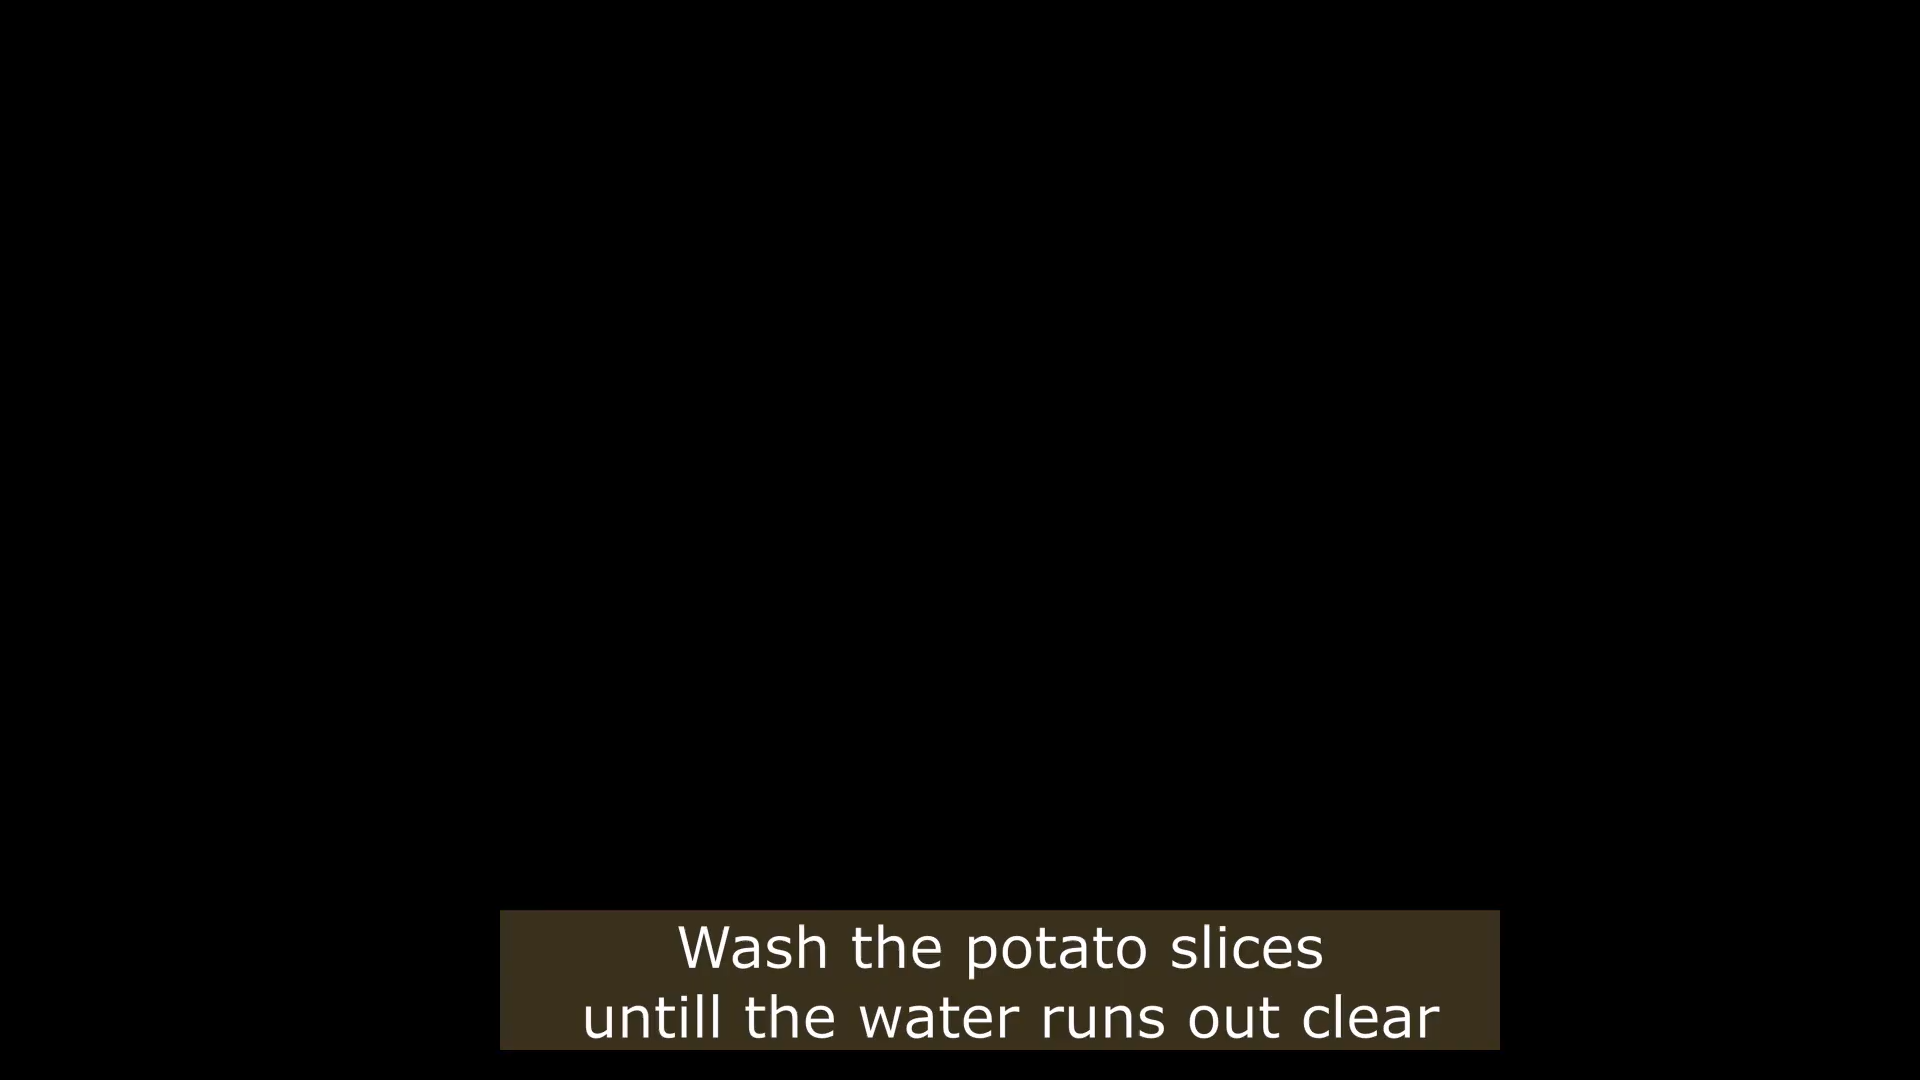 Wash the potato slices
untill the water runs out clear